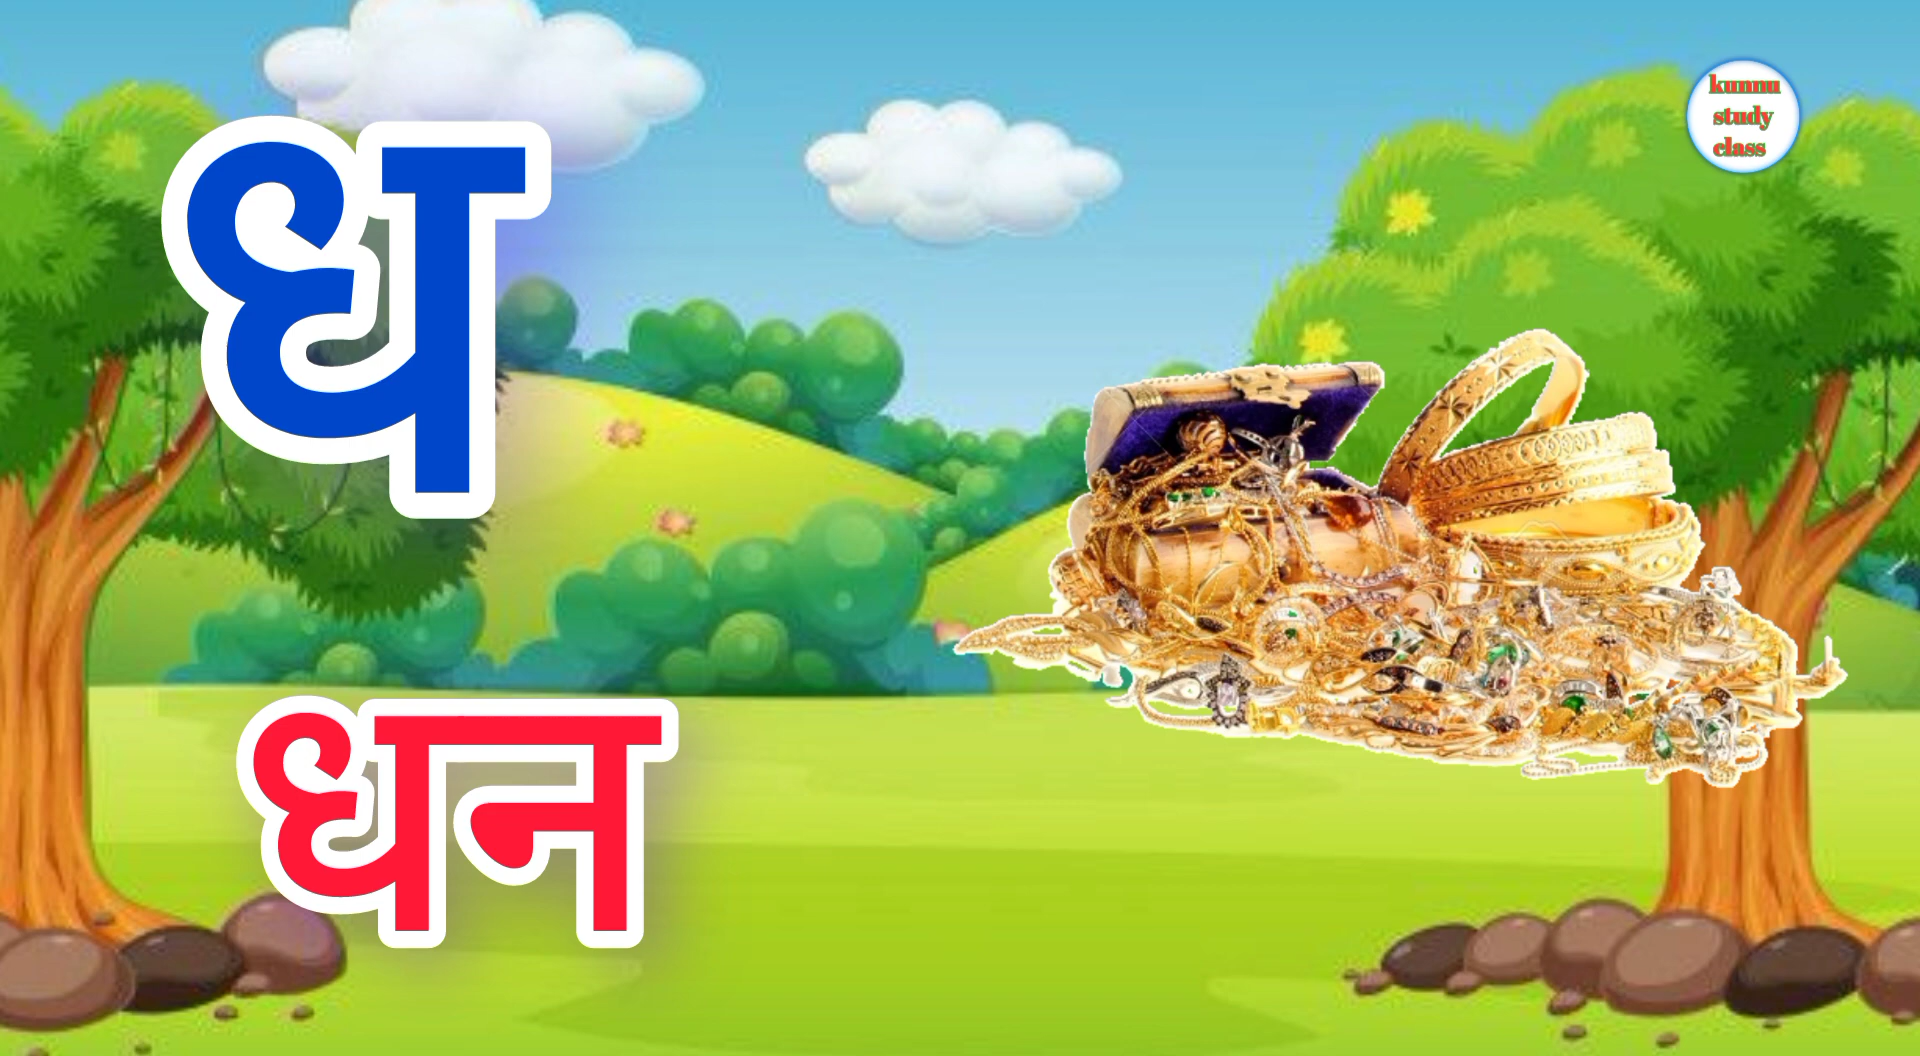 ध
kunnu
study
class
धन